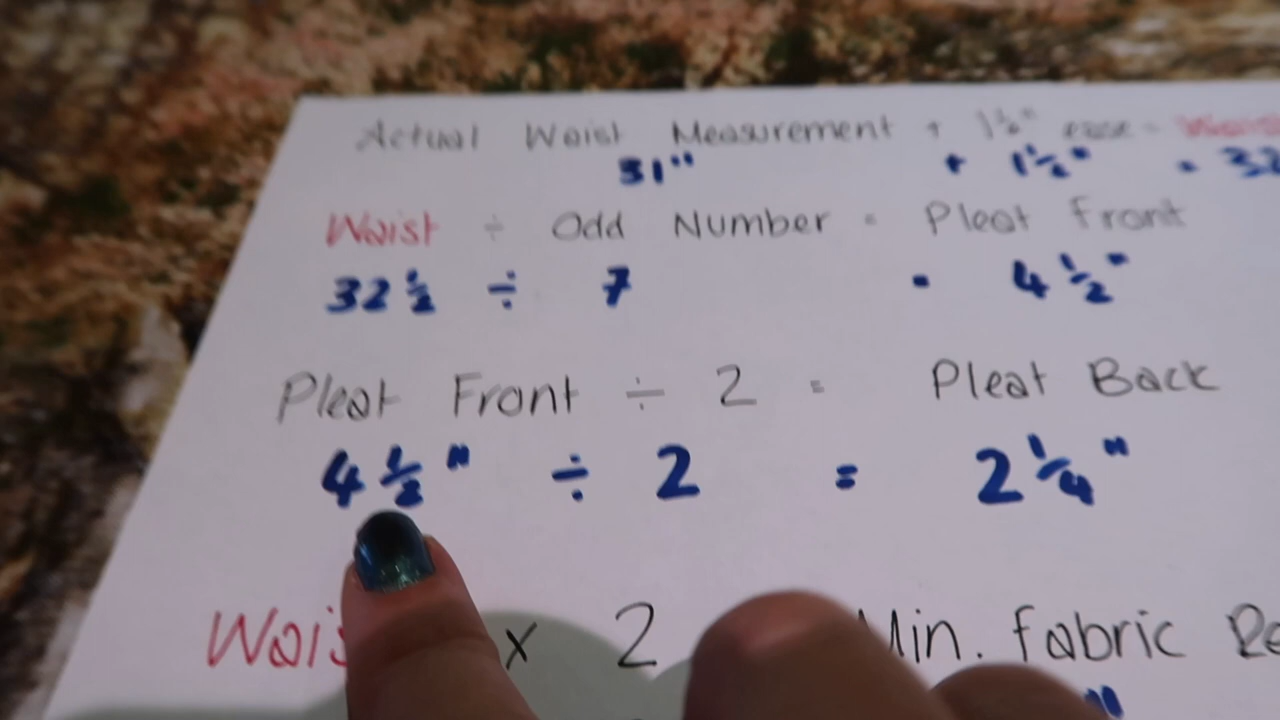 Actual Waist Measurement + 1½" ease = Waist
31" + 1½" = 32
Waist ÷ Odd Number = Pleat front
32½ ÷ 7 = 4½"
Pleat Front ÷ 2 = Pleat Back
4½" ÷ 2 = 2¼"
x 2 Min. fabric